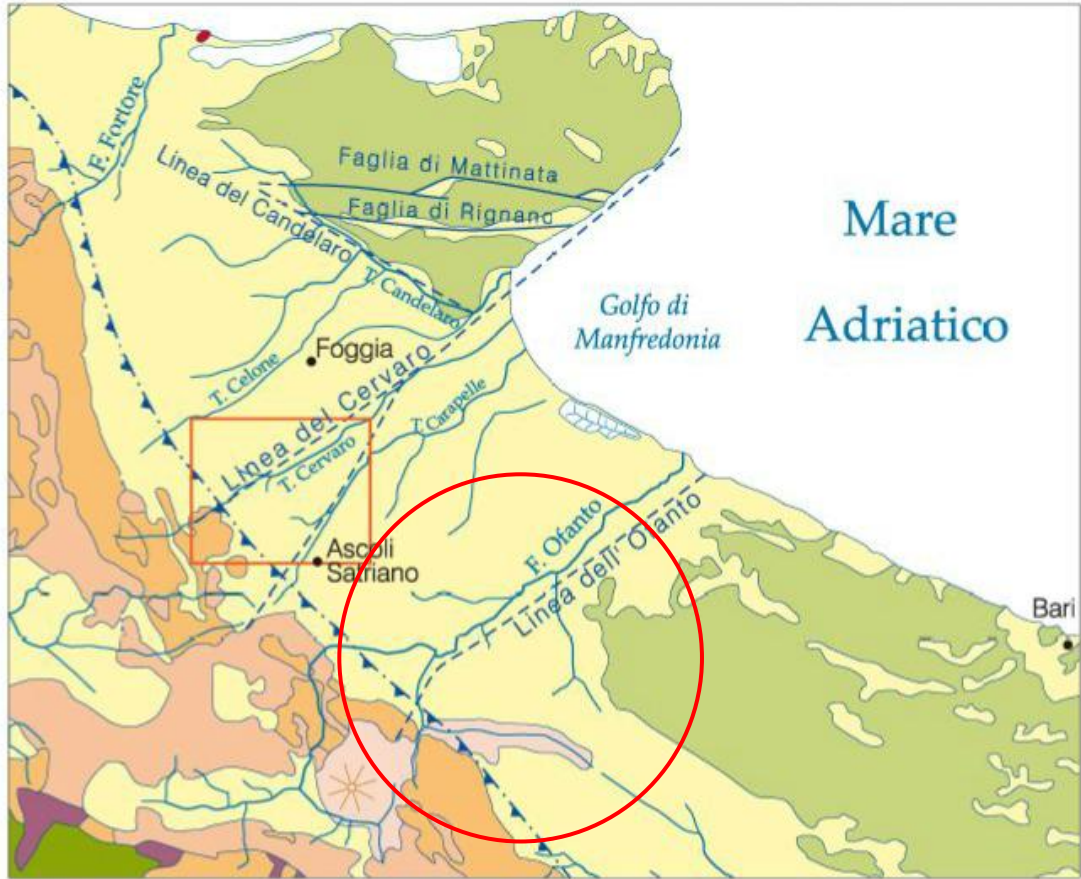 F. Fortore
Linea del Candelaro
Faglia di Mattinata
Faglia di Rignano
Mare
Adriatico
T. Candelaro
Golfo di
Manfredonia
Foggia
T. Celone
Linea del Cervaro
T. Carapelle
T. Cervaro
Ascoli
Satriano
F. Ofanto
Linea dell' Ofanto
Bari